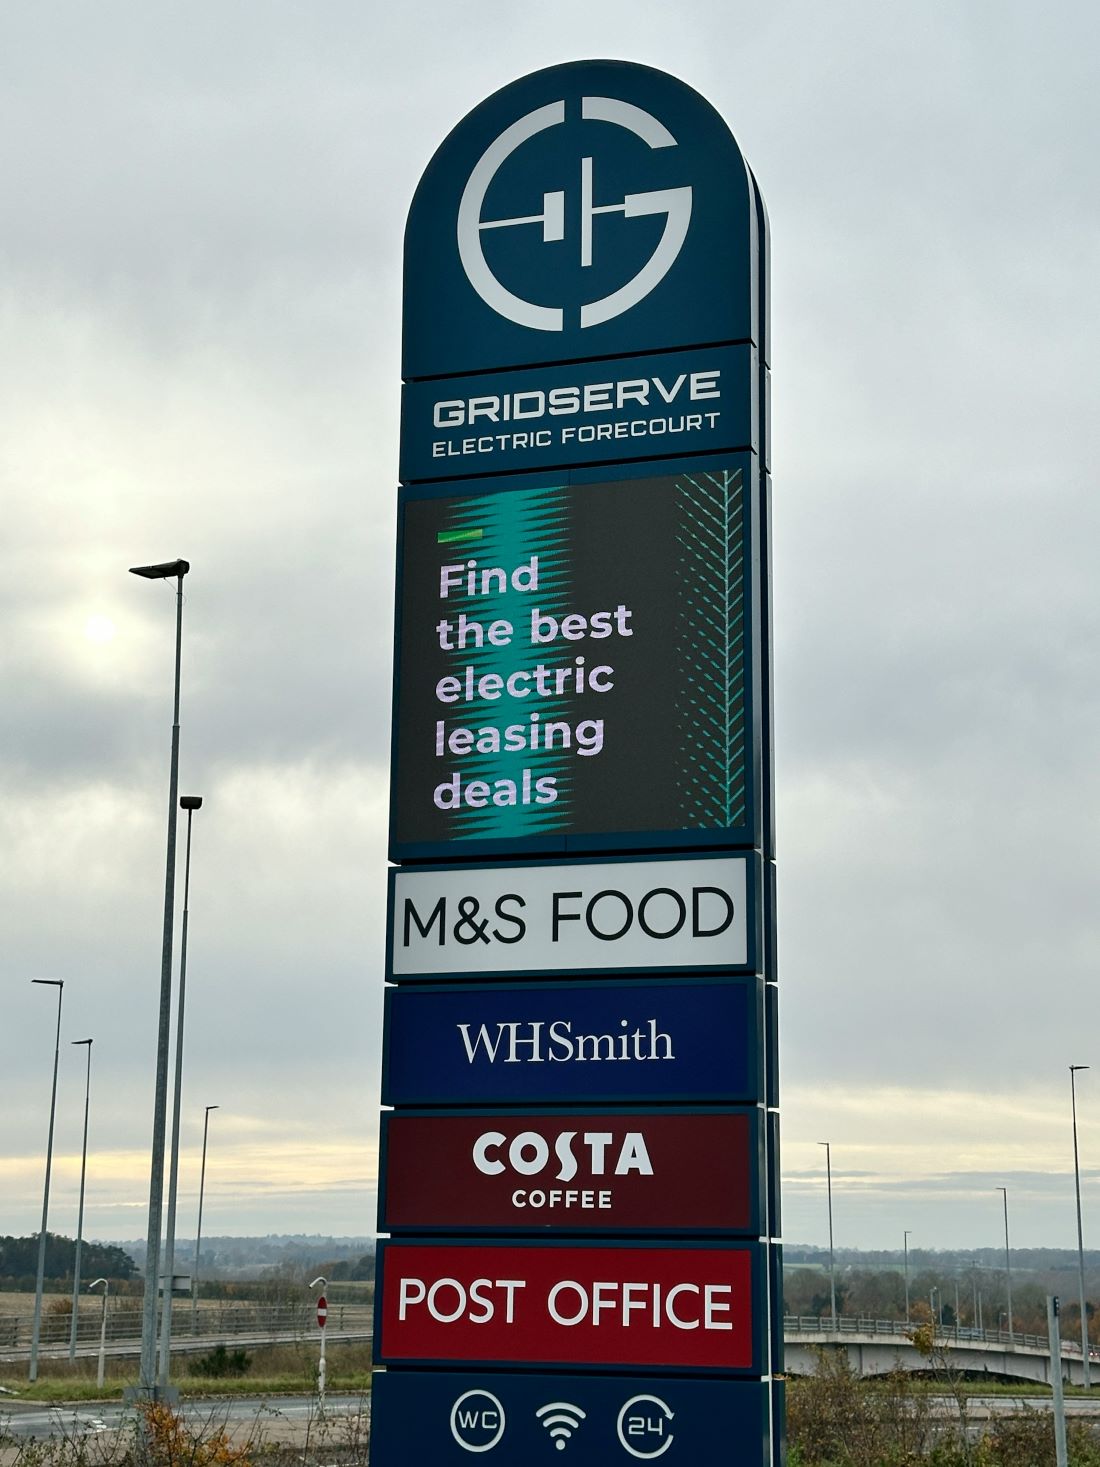 GRIDSERVE
ELECTRIC FORECOURT
Find
the best
electric
leasing
deals
M&S FOOD
WHSmith
COSTA
COFFEE
POST OFFICE
WC 24